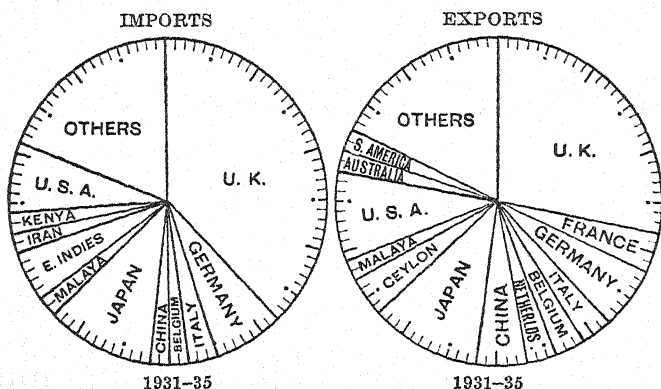 IMPORTS
OTHERS
U. K.
U. S. A.
KENYA
IRAN
E. INDIES
MALAYA
JAPAN
CHINA
BELGIUM
ITALY
GERMANY
1931–35
EXPORTS
OTHERS
U. K.
S. AMERICA
AUSTRALIA
U. S. A.
MALAYA
CEYLON
JAPAN
CHINA
NETHERLDS.
BELGIUM
ITALY
GERMANY
FRANCE
1931–35